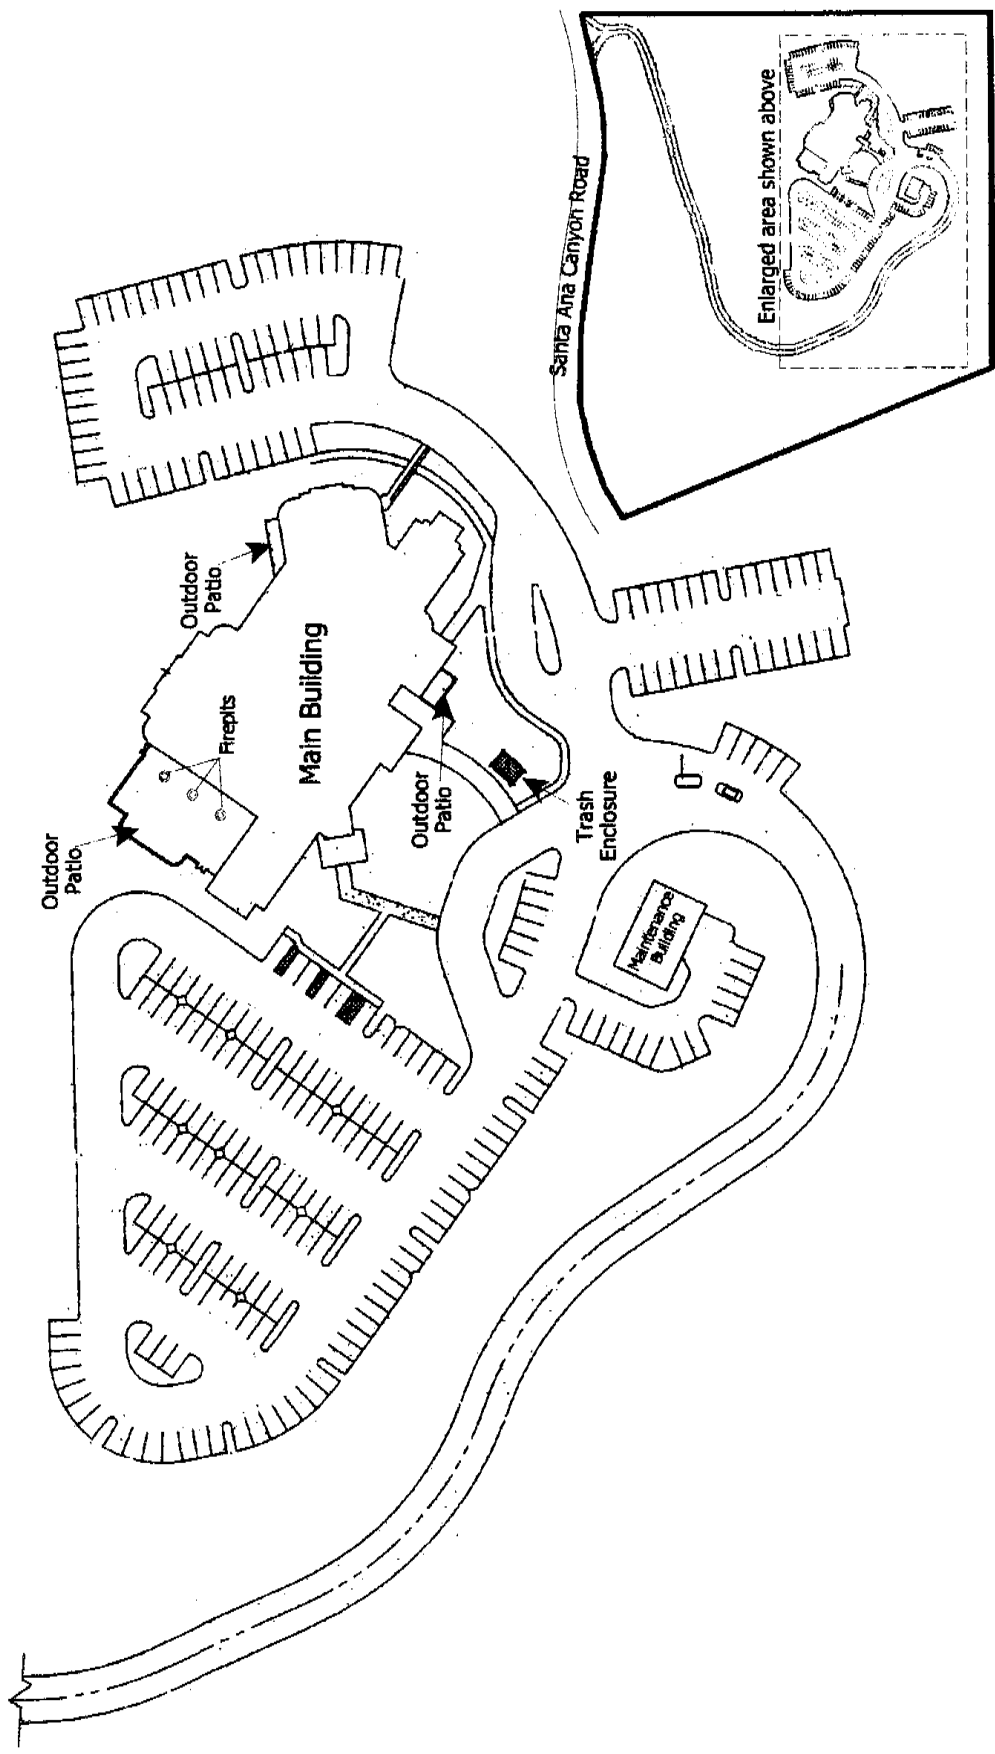 Outdoor
Patio
Outdoor
Patio
Firepits
Main Building
Outdoor
Patio
Trash
Enclosure
Maintenance
Building
Santa Ana Canyon Road
Enlarged area shown above